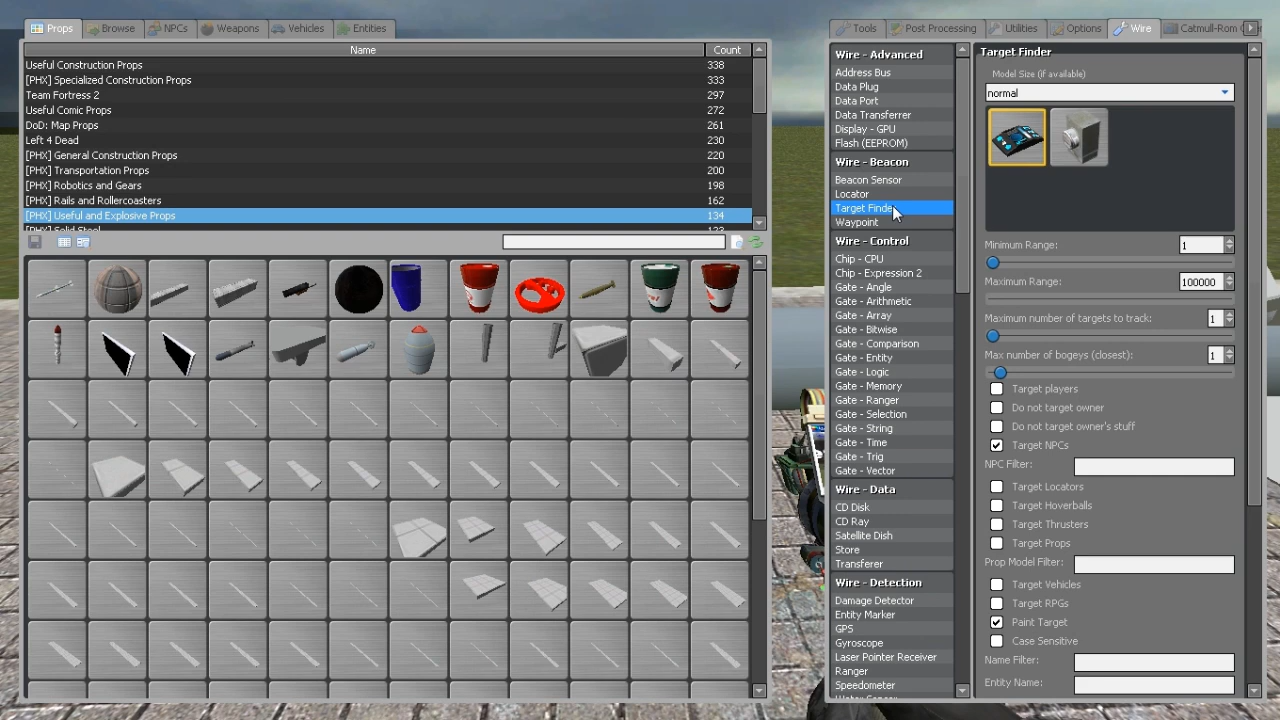 Props
Browse
NPCs
Weapons
Vehicles
Entities
Name
Count
Useful Construction Props 338
[PHX] Specialized Construction Props 333
Team Fortress 2 297
Useful Comic Props 272
DoD: Map Props 261
Left 4 Dead 230
[PHX] General Construction Props 220
[PHX] Transportation Props 200
[PHX] Robotics and Gears 198
[PHX] Rails and Rollercoasters 162
[PHX] Useful and Explosive Props 134
[PHX] Solid Steel
Tools
Post Processing
Utilities
Options
Wire
Catmull-Rom
Wire - Advanced
Address Bus
Data Plug
Data Port
Data Transferrer
Display - GPU
Flash (EEPROM)
Wire - Beacon
Beacon Sensor
Locator
Target Finder
Waypoint
Wire - Control
Chip - CPU
Chip - Expression 2
Gate - Angle
Gate - Arithmetic
Gate - Array
Gate - Bitwise
Gate - Comparison
Gate - Entity
Gate - Logic
Gate - Memory
Gate - Ranger
Gate - Selection
Gate - String
Gate - Time
Gate - Trig
Gate - Vector
Wire - Data
CD Disk
CD Ray
Satellite Dish
Store
Transferer
Wire - Detection
Damage Detector
Entity Marker
GPS
Gyroscope
Laser Pointer Receiver
Ranger
Speedometer
Target Finder
Model Size (if available)
normal
Minimum Range: 1
Maximum Range: 100000
Maximum number of targets to track: 1
Max number of bogeys (closest): 1
Target players
Do not target owner
Do not target owner's stuff
Target NPCs
NPC Filter:
Target Locators
Target Hoverballs
Target Thrusters
Target Props
Prop Model Filter:
Target Vehicles
Target RPGs
Paint Target
Case Sensitive
Name Filter:
Entity Name: